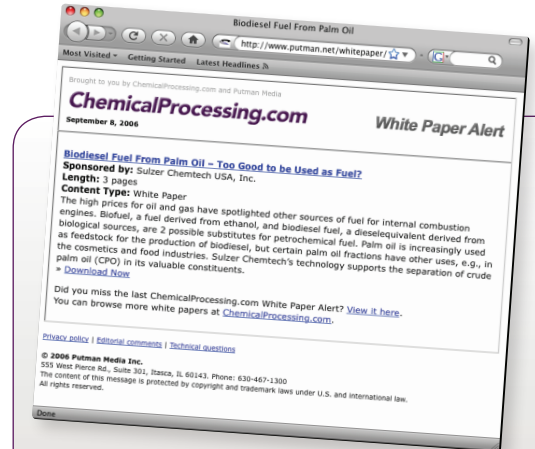 Biodiesel Fuel From Palm Oil
http://www.putman.net/whitepaper/
Most Visited Getting Started Latest Headlines
Brought to you by ChemicalProcessing.com and Putman Media
ChemicalProcessing.com
White Paper Alert
September 8, 2006
Biodiesel Fuel From Palm Oil – Too Good to be Used as Fuel?
Sponsored by: Sulzer Chemtech USA, Inc.
Length: 3 pages
Content Type: White Paper
The high prices for oil and gas have spotlighted other sources of fuel for internal combustion
engines. Biofuel, a fuel derived from ethanol, and biodiesel fuel, a dieselequivalent derived from
biological sources, are 2 possible substitutes for petrochemical fuel. Palm oil is increasingly used
as feedstock for the production of biodiesel, but certain palm oil fractions have other uses, e.g., in
the cosmetics and food industries. Sulzer Chemtech's technology supports the separation of crude
palm oil (CPO) in its valuable constituents.
» Download Now
Did you miss the last ChemicalProcessing.com White Paper Alert? View it here.
You can browse more white papers at ChemicalProcessing.com.
Privacy policy | Editorial comments | Technical questions
© 2006 Putman Media Inc.
555 West Pierce Rd., Suite 301, Itasca, IL 60143. Phone: 630-467-1300
The content of this message is protected by copyright and trademark laws under U.S. and international law.
All rights reserved.
Done